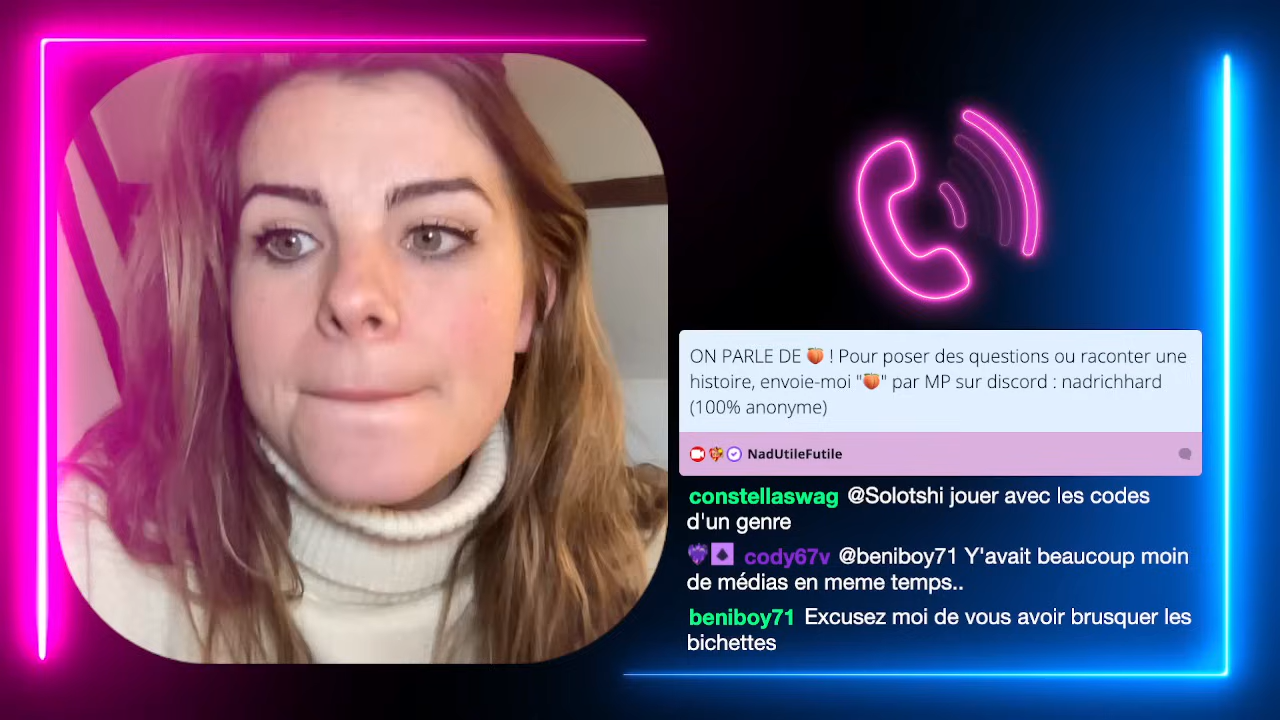 ON PARLE DE 🍑 ! Pour poser des questions ou raconter une
histoire, envoie-moi "🍑" par MP sur discord : nadrichhard
(100% anonyme)
NadUtileFutile
constellaswag @Solotshi jouer avec les codes
d'un genre
cody67v @beniboy71 Y'avait beaucoup moin
de médias en meme temps..
beniboy71 Excusez moi de vous avoir brusquer les
bichettes